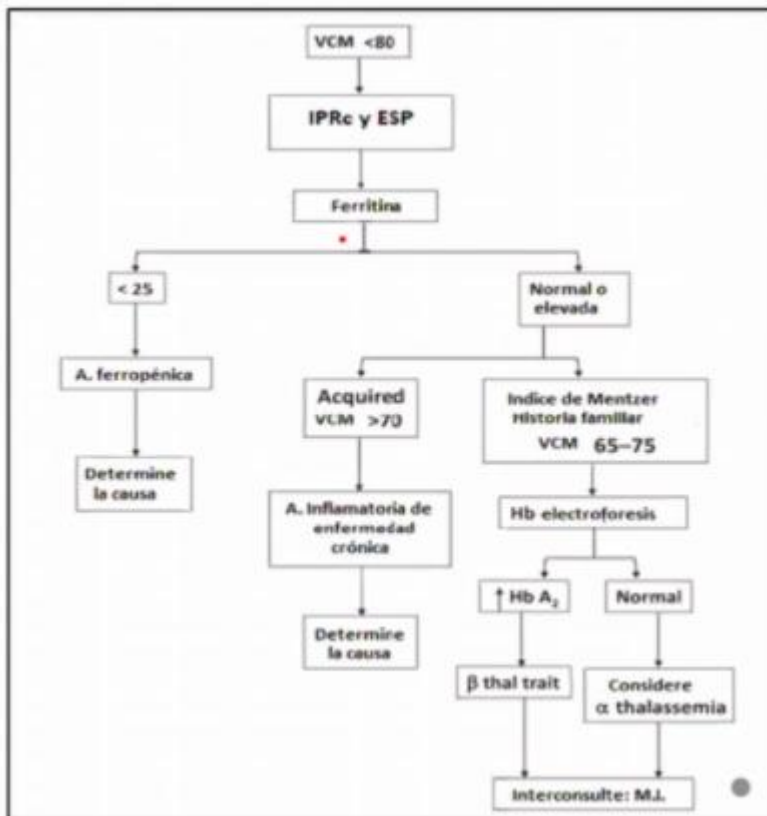 VCM <80
IPRc y ESP
Ferritina
< 25
Normal o
elevada
A. ferropénica
Acquired
VCM >70
Indice de Mentzer
Historia familiar
VCM 65–75
Determine
la causa
A. Inflamatoria de
enfermedad
crónica
Hb electroforesis
↑ Hb A₂
Normal
Determine
la causa
β thal trait
Considere
α thalassemia
Interconsulte: M.I.